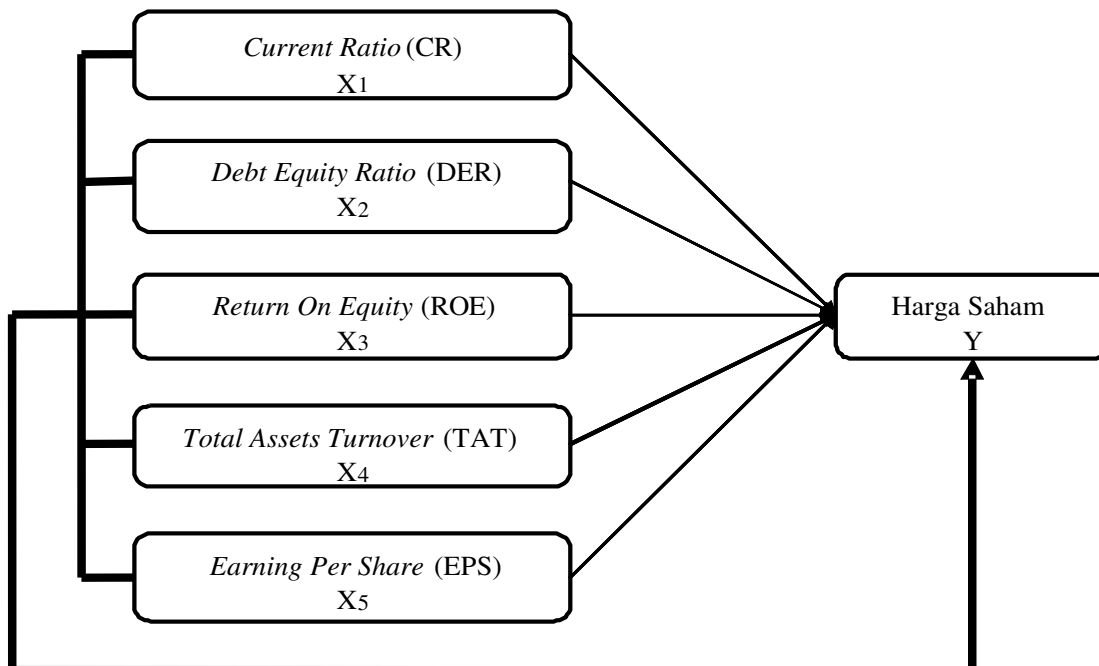 Current Ratio (CR)
X1
Debt Equity Ratio (DER)
X2
Return On Equity (ROE)
X3
Harga Saham
Y
Total Assets Turnover (TAT)
X4
Earning Per Share (EPS)
X5